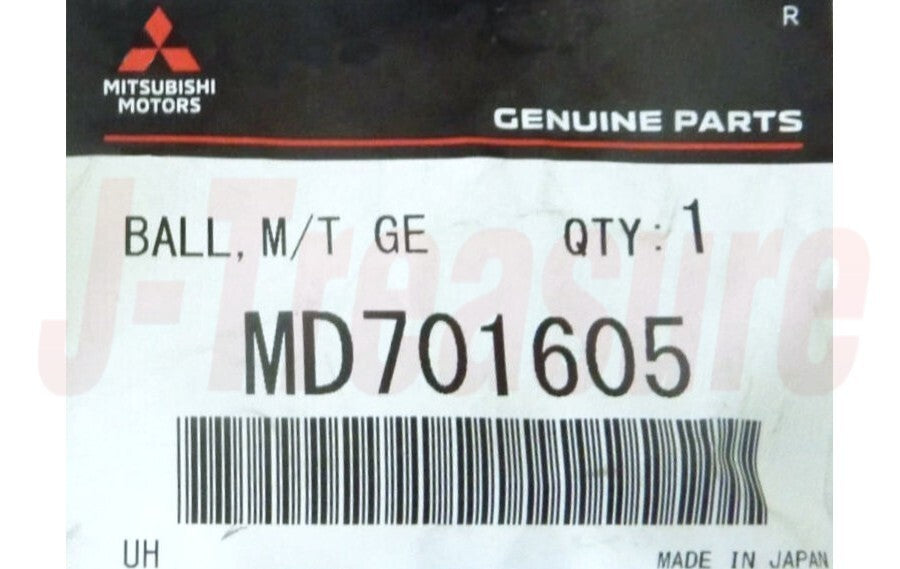 R
MITSUBISHI
MOTORS
GENUINE PARTS
BALL, M/T GE QTY: 1
J-Treasure
MD701605
UH
MADE IN JAPAN